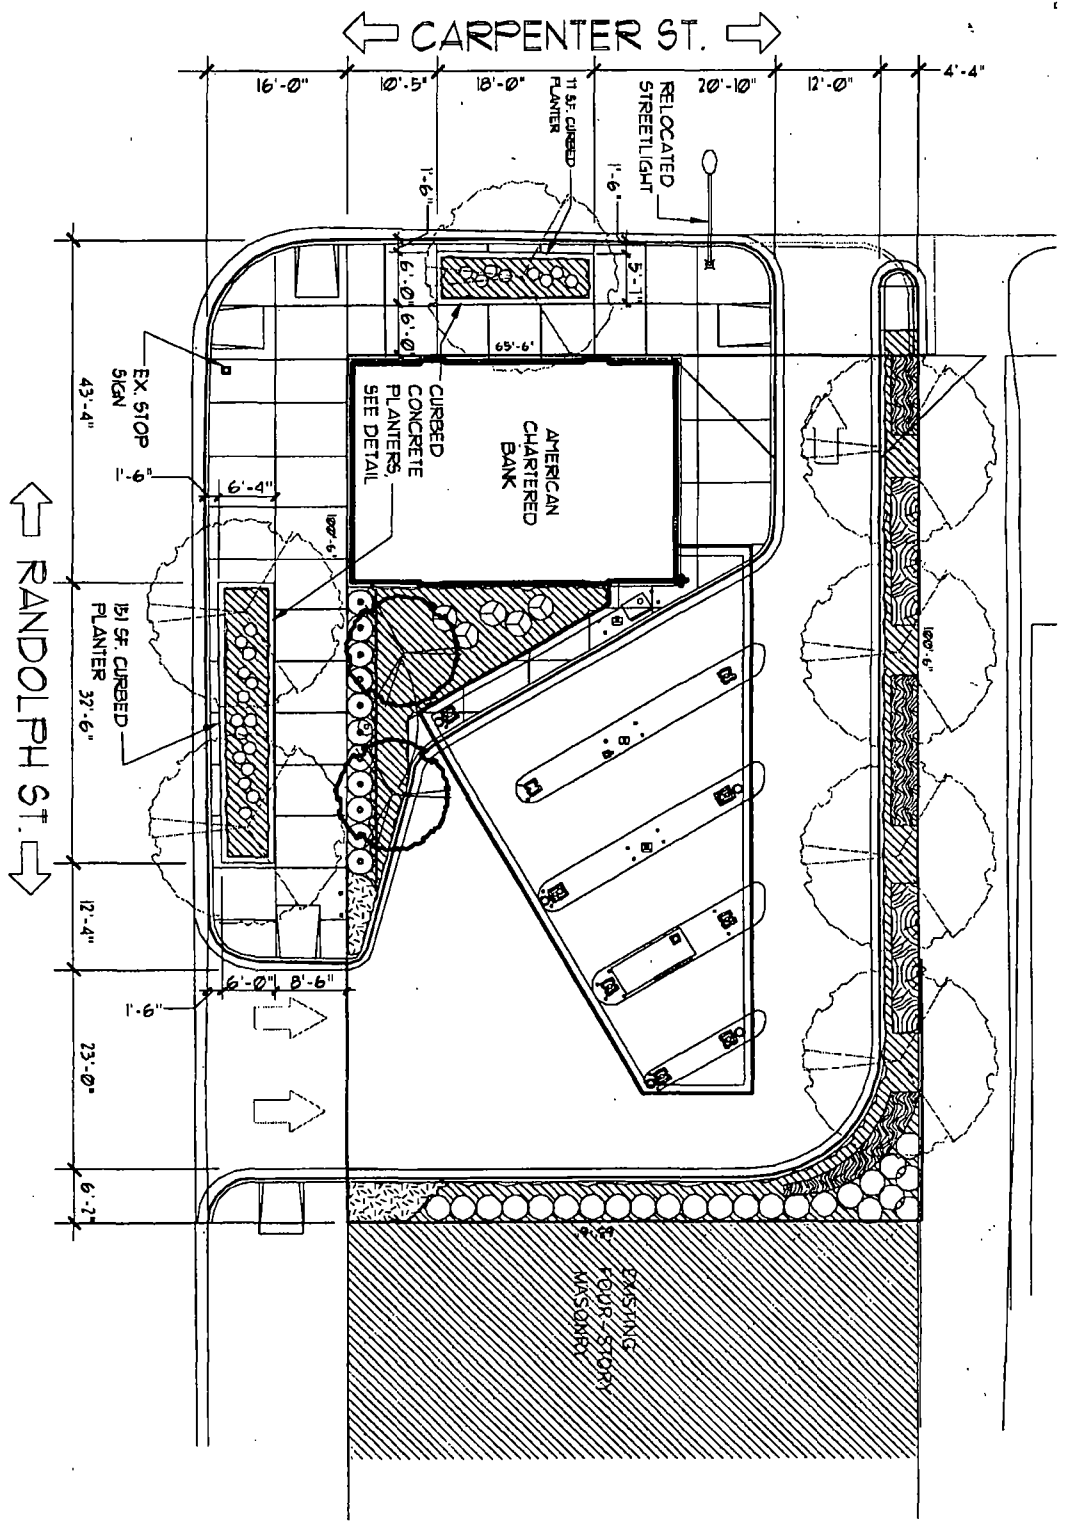 CARPENTER ST.
16'-0"
10'-5"
18'-0"
20'-10"
12'-0"
4'-4"
RELOCATED
STREETLIGHT
S.F. CURBED
PLANTER
1'-6"
1'-6"
6'-0"
6'-0"
5'-1"
65'-6"
EX. STOP
SIGN
CURBED
CONCRETE
PLANTERS,
SEE DETAIL
AMERICAN
CHARTERED
BANK
43'-4"
1'-6"
6'-4"
100'-6"
RANDOLPH ST.
151 S.F. CURBED
PLANTER
32'-6"
100'-6"
12'-4"
6'-0"
8'-6"
1'-6"
23'-0"
6'-2"
EXISTING
FOUR-STORY
MASONRY